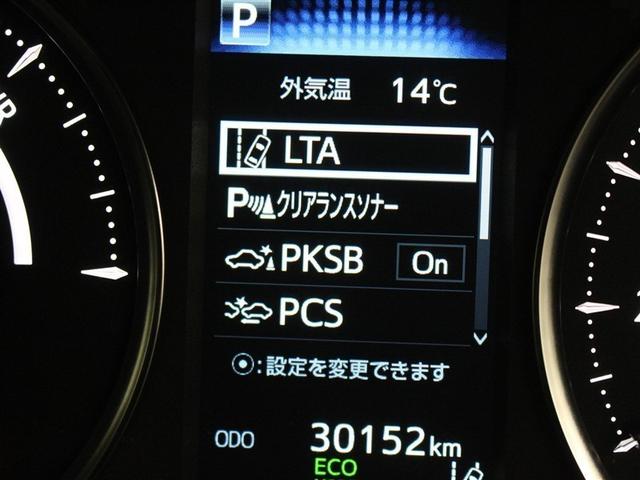 P
外気温 14℃
LTA
Pクリアランスソナー
PKSB On
PCS
⦿:設定を変更できます
ODO 30152km
ECO